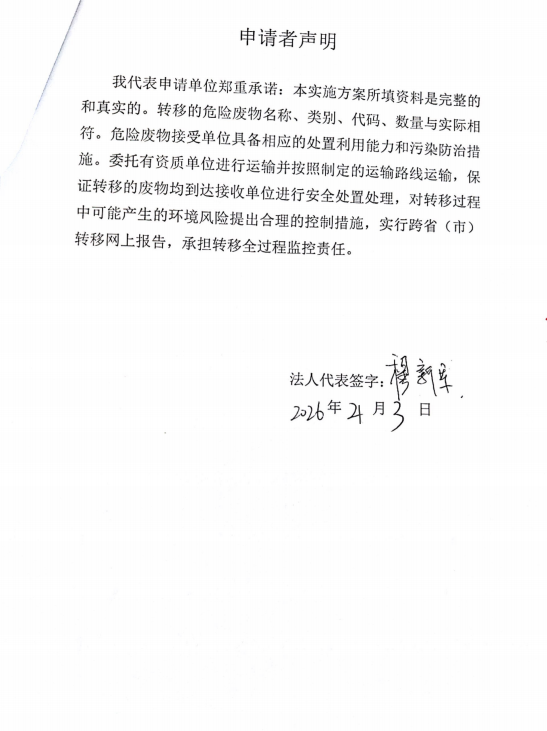 申请者声明
我代表申请单位郑重承诺：本实施方案所填资料是完整的
和真实的。转移的危险废物名称、类别、代码、数量与实际相
符。危险废物接受单位具备相应的处置利用能力和污染防治措
施。委托有资质单位进行运输并按照制定的运输路线运输，保
证转移的废物均到达接收单位进行安全处置处理，对转移过程
中可能产生的环境风险提出合理的控制措施，实行跨省（市）
转移网上报告，承担转移全过程监控责任。
法人代表签字：杨新军
2026年4月3日